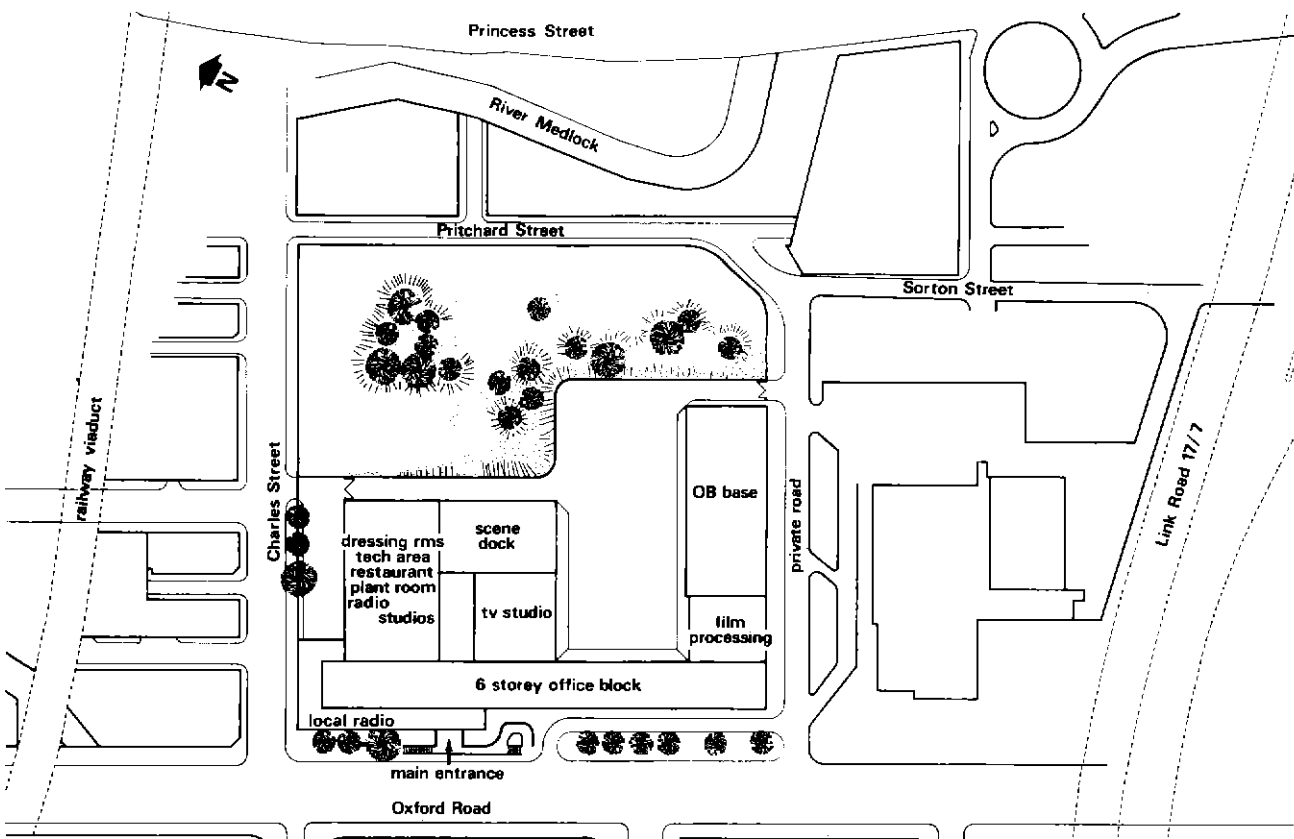 Princess Street
N
River Medlock
Pritchard Street
Sorton Street
railway viaduct
Charles Street
Link Road 17/7
OB base
private road
scene
dock
dressing rms
tech area
restaurant
plant room
radio
studios
tv studio
film
processing
6 storey office block
local radio
main entrance
Oxford Road